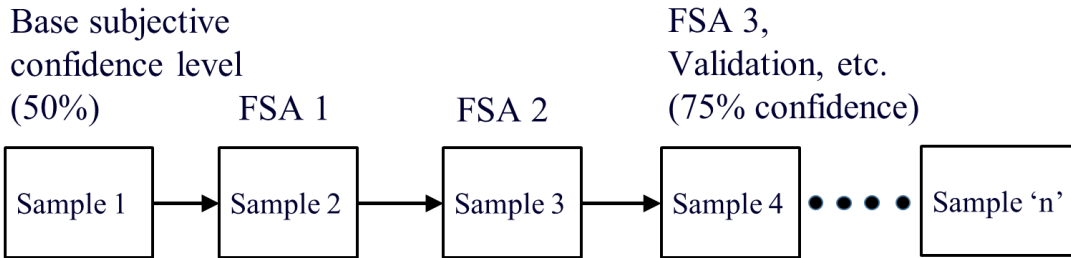 Base subjective
confidence level
(50%)
FSA 1
FSA 2
FSA 3,
Validation, etc.
(75% confidence)
Sample 1
Sample 2
Sample 3
Sample 4
Sample ‘n’